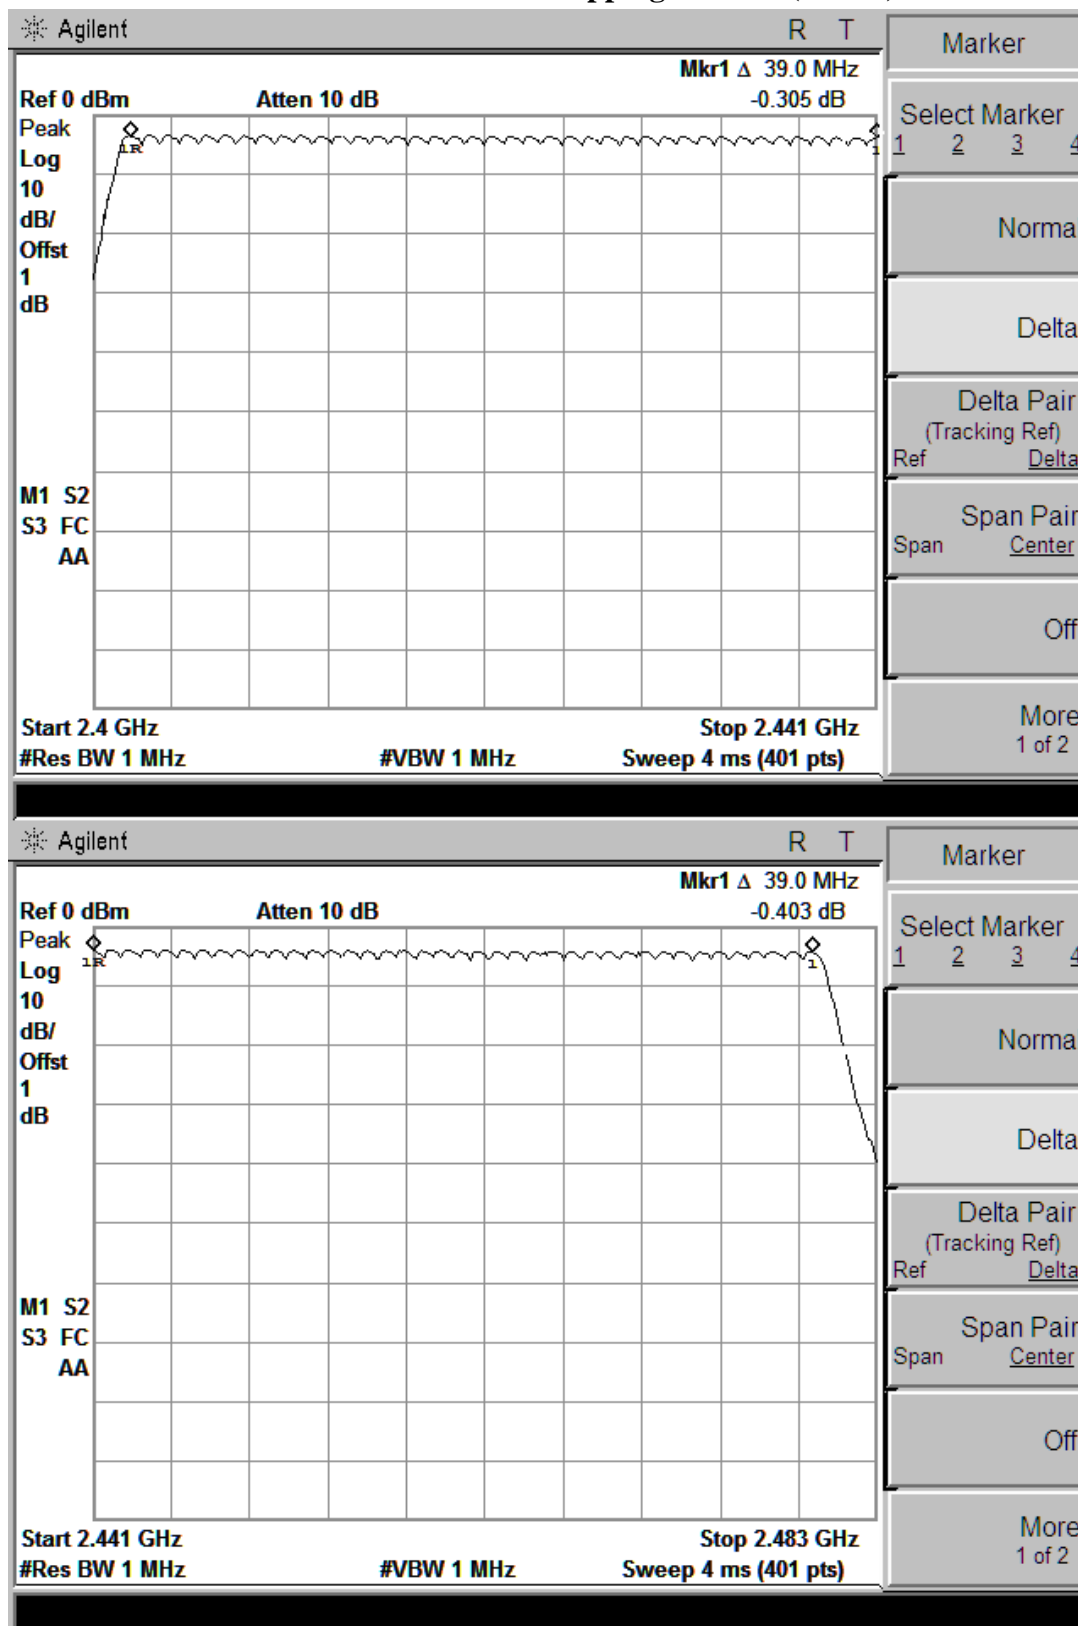 Agilent R T
Mkr1 Δ 39.0 MHz
Ref 0 dBm Atten 10 dB -0.305 dB
Peak
Log
10
dB/
Offst
1
dB
1R
1
M1 S2
S3 FC
AA
Start 2.4 GHz Stop 2.441 GHz
#Res BW 1 MHz #VBW 1 MHz Sweep 4 ms (401 pts)
Marker
Select Marker
1 2 3 4
Norma
Delta
Delta Pair
(Tracking Ref)
Ref Delta
Span Pair
Span Center
Off
More
1 of 2
Agilent R T
Mkr1 Δ 39.0 MHz
Ref 0 dBm Atten 10 dB -0.403 dB
Peak
Log
10
dB/
Offst
1
dB
1R
1
M1 S2
S3 FC
AA
Start 2.441 GHz Stop 2.483 GHz
#Res BW 1 MHz #VBW 1 MHz Sweep 4 ms (401 pts)
Marker
Select Marker
1 2 3 4
Norma
Delta
Delta Pair
(Tracking Ref)
Ref Delta
Span Pair
Span Center
Off
More
1 of 2